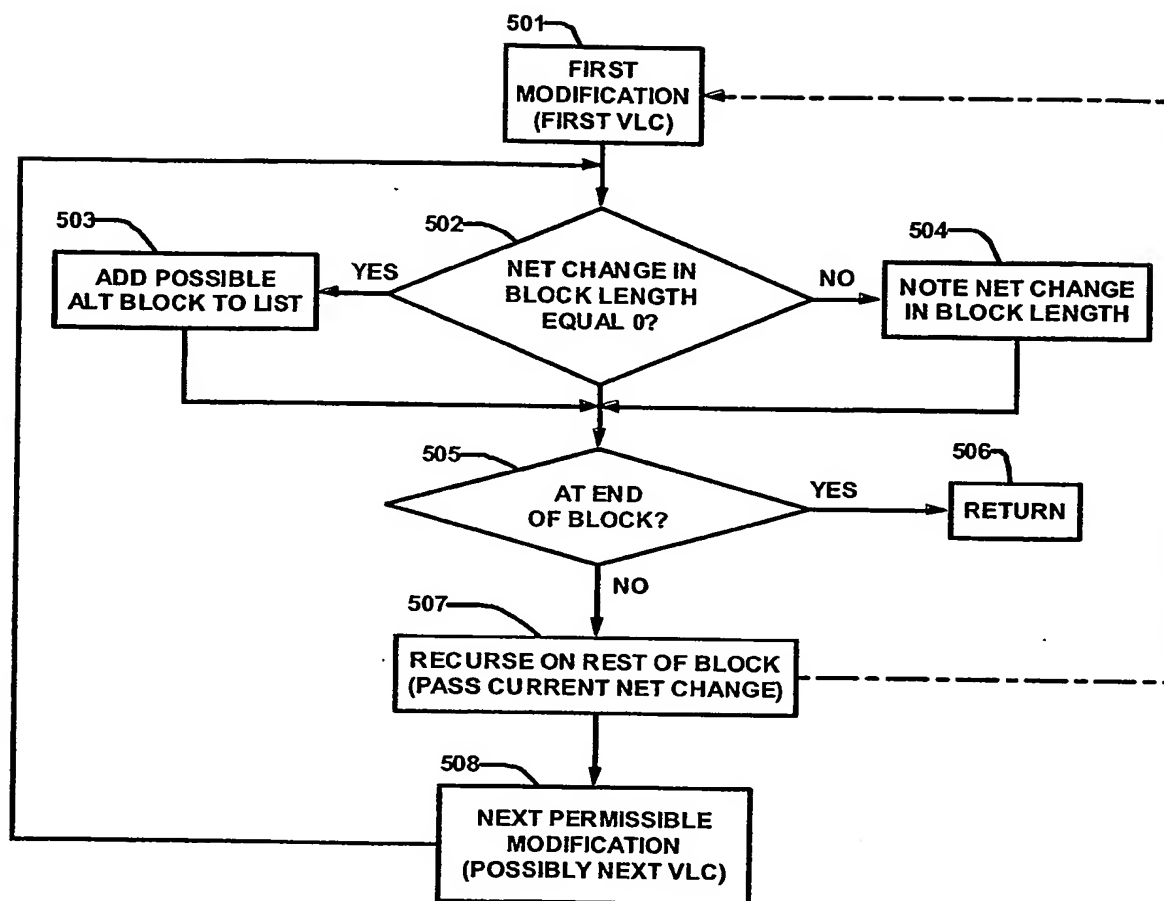 501
FIRST
MODIFICATION
(FIRST VLC)
502
NET CHANGE IN
BLOCK LENGTH
EQUAL 0?
YES
NO
503
ADD POSSIBLE
ALT BLOCK TO LIST
504
NOTE NET CHANGE
IN BLOCK LENGTH
505
AT END
OF BLOCK?
YES
506
RETURN
NO
507
RECURSE ON REST OF BLOCK
(PASS CURRENT NET CHANGE)
508
NEXT PERMISSIBLE
MODIFICATION
(POSSIBLY NEXT VLC)